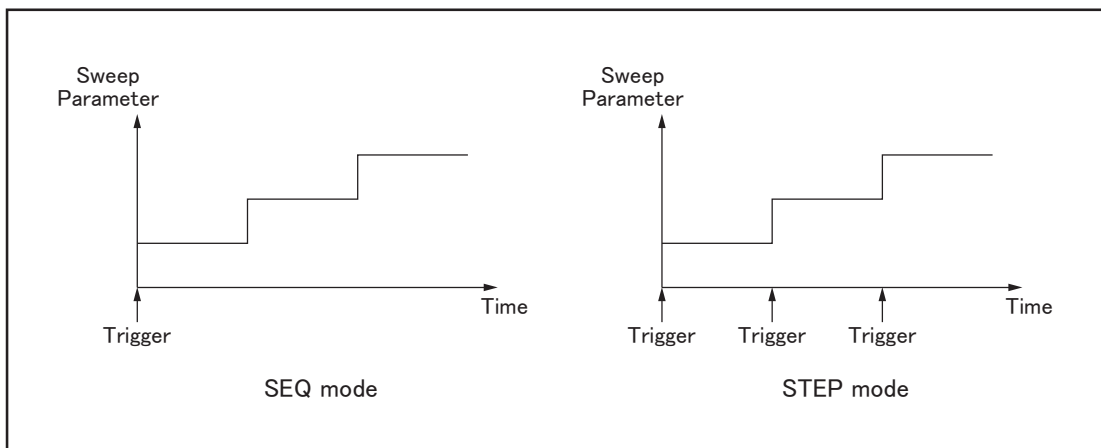 Sweep
Parameter
Time
Trigger
SEQ mode
Sweep
Parameter
Time
Trigger Trigger Trigger
STEP mode